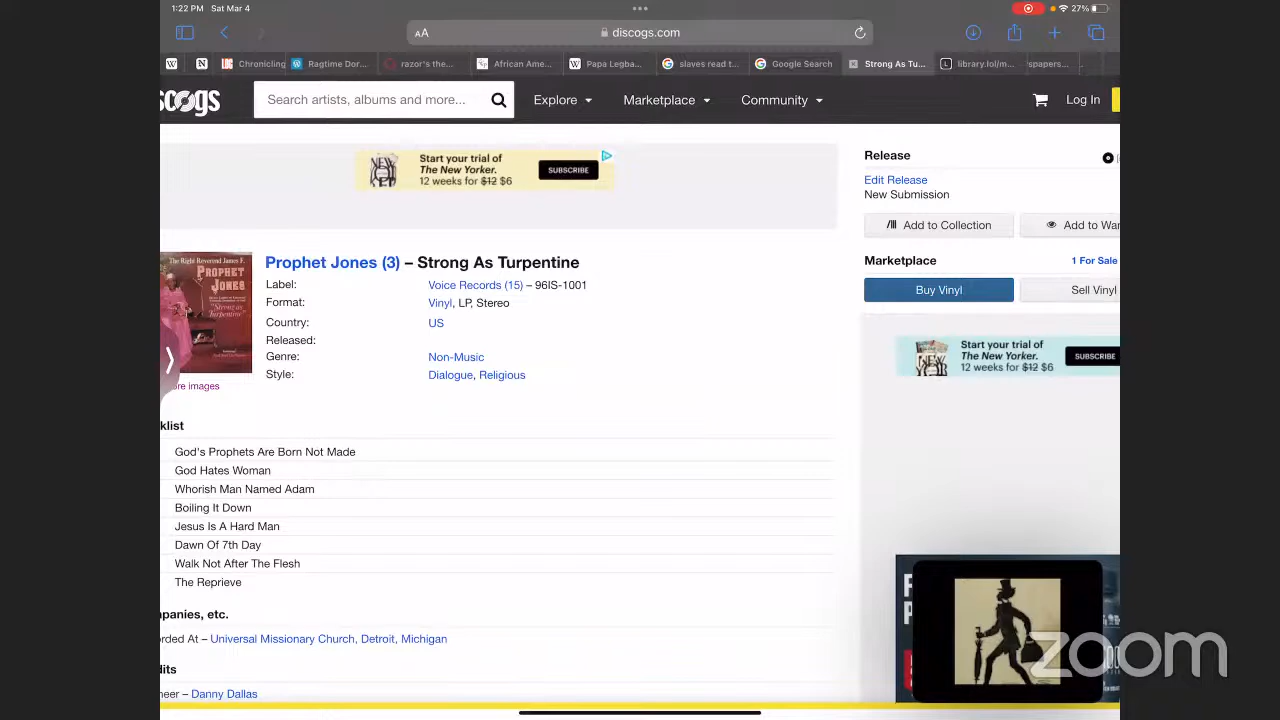 1:22 PM Sat Mar 4
27%
AA discogs.com
Chronicling Ragtime Dor... razor's the... African Ame... Papa Legba... slaves read t... Google Search Strong As Tu... library.lol/m... spapers...
scogs Search artists, albums and more... Explore Marketplace Community Log In
Start your trial of
The New Yorker.
12 weeks for $12 $6
SUBSCRIBE
Release
Edit Release
New Submission
Add to Collection Add to Wan
Marketplace 1 For Sale
Buy Vinyl Sell Vinyl
Start your trial of
The New Yorker.
12 weeks for $12 $6
SUBSCRIBE
The Right Reverend James F.
PROPHET
JONES
"Strong as
Turpentine"
ore images
Prophet Jones (3) – Strong As Turpentine
Label: Voice Records (15) – 96IS-1001
Format: Vinyl, LP, Stereo
Country: US
Released:
Genre: Non-Music
Style: Dialogue, Religious
klist
God's Prophets Are Born Not Made
God Hates Woman
Whorish Man Named Adam
Boiling It Down
Jesus Is A Hard Man
Dawn Of 7th Day
Walk Not After The Flesh
The Reprieve
mpanies, etc.
orded At – Universal Missionary Church, Detroit, Michigan
dits
neer – Danny Dallas
zoom